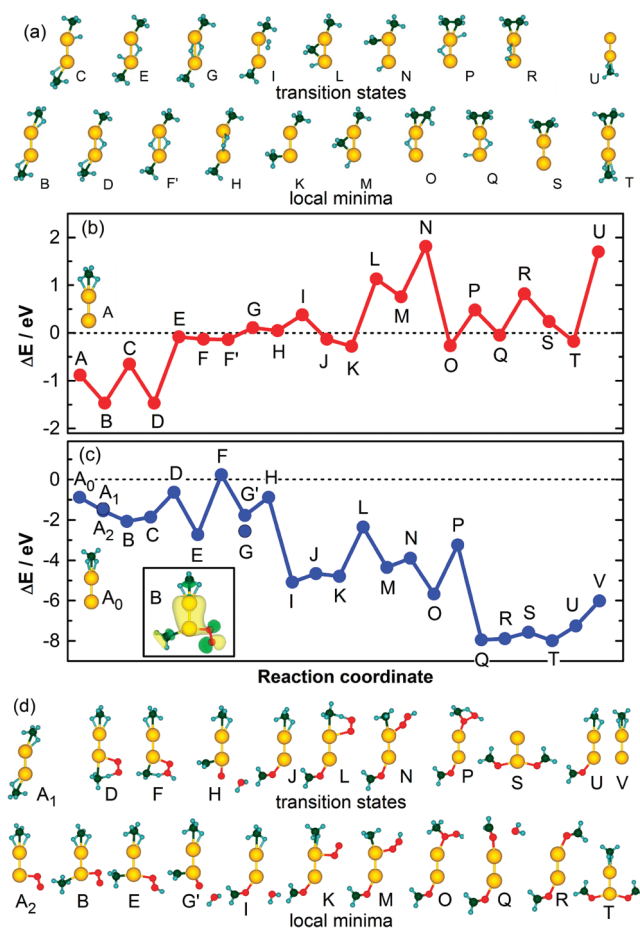 (a)
C E G I L N P R U
transition states
B D F' H K M O Q S T
local minima
(b)
ΔE / eV
2
1
0
-1
-2
A
A B C D E F F' G H I J K L M N O P Q R S T U
(c)
ΔE / eV
0
-2
-4
-6
-8
A0
B
A0 A1 A2 B C D E F G' G H I J K L M N O P Q R S T U V
Reaction coordinate
(d)
A1 D F H J L N P S U V
transition states
A2 B E G' I K M O Q R T
local minima